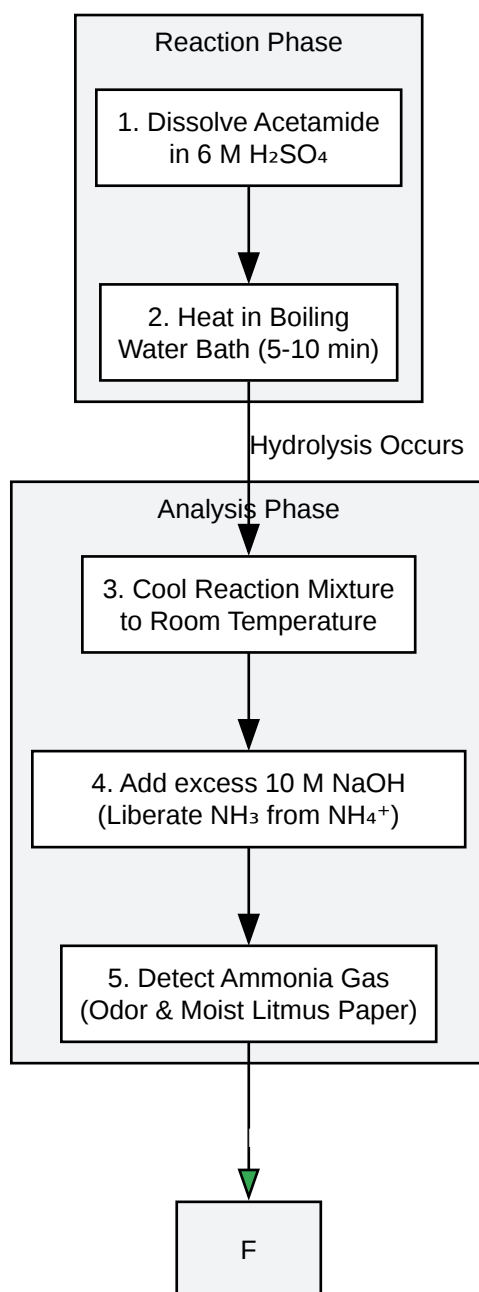 Reaction Phase
1. Dissolve Acetamide
in 6 M H₂SO₄
2. Heat in Boiling
Water Bath (5-10 min)
Hydrolysis Occurs
Analysis Phase
3. Cool Reaction Mixture
to Room Temperature
4. Add excess 10 M NaOH
(Liberate NH₃ from NH₄⁺)
5. Detect Ammonia Gas
(Odor & Moist Litmus Paper)
F